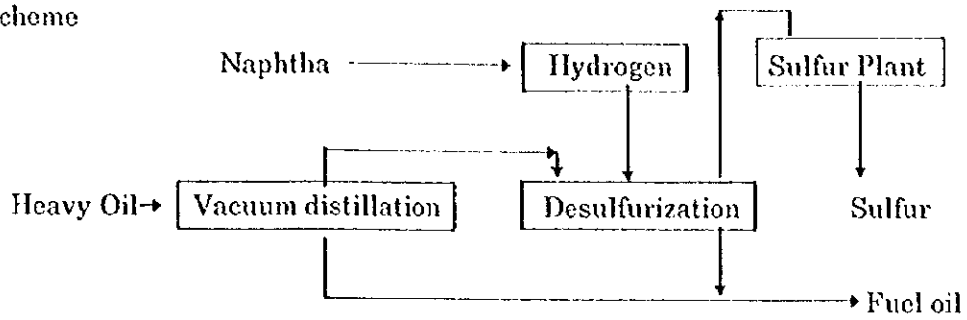 cheme
Naphtha Hydrogen Sulfur Plant
Heavy Oil Vacuum distillation Desulfurization Sulfur
Fuel oil